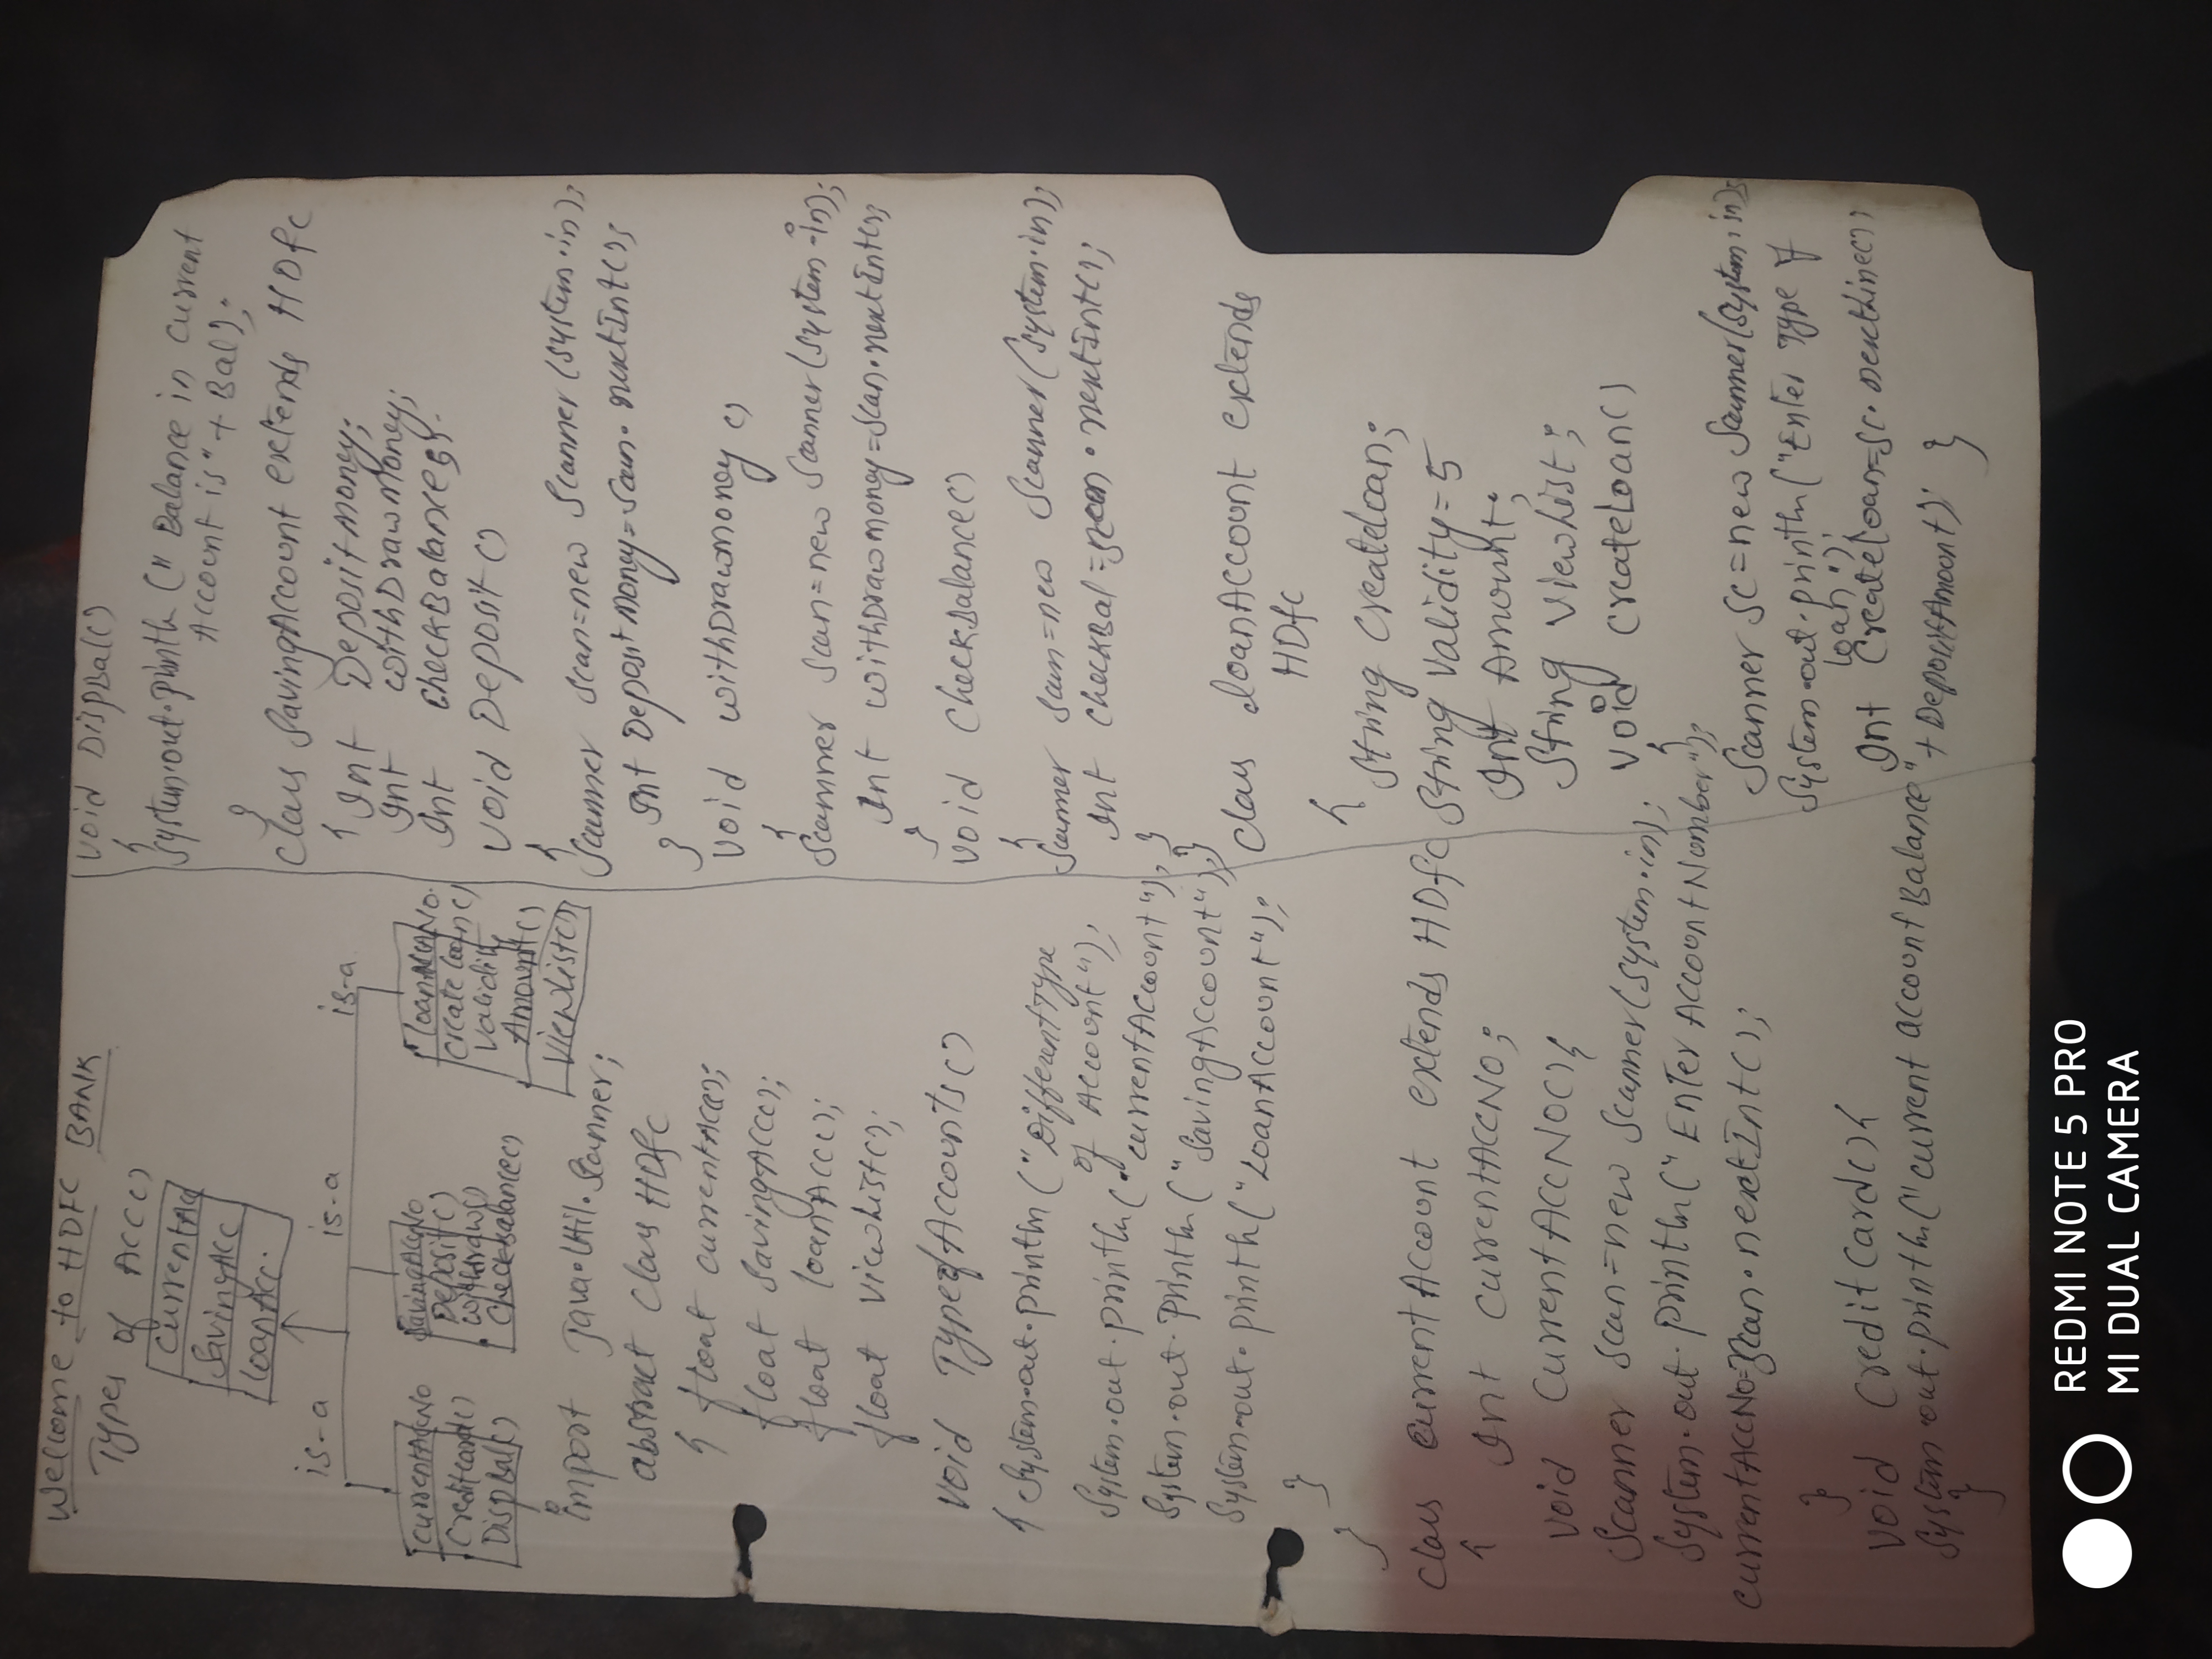 Wellcome to HDFC BANK
Types of ACC()
CurrentAcc
SavingAcc
loanAcc.
is-a
is-a
is-a
CurrentAccNo
CreditCard()
DispBal()
SavingAccNo
Deposit()
withdraw()
CheckBalance()
loanAccNo.
Create loan()
Validity
Amount()
ViewList()
import java.util.Scanner;
abstract class HDfc
{ float currentAcc();
float SavingAcc();
float loanAcc();
float ViewList();
void TypeofAccounts()
{ System.out.println ("DifferentType
of Account");
System.out.println ("currentAccount");
System.out.println ("SavingAccount");
System.out.println ("LoanAccount");
}
}
class CurrentAccount extends HDfc
{ Int CurrentAccNo;
void CurrentAccNo(){
Scanner scan=new Scanner(System.in);
System.out.println ("Enter AccountNumber");
currentAccNo=scan.nextInt();
}
void CreditCard(){
System.out.println ("current account Balance"+DepositAmount);
}
void DispBal()
{
System.out.println (" Balance in current
Account is"+ Bal);
}
class SavingAccount extends HDfc
{ Int Depositmoney;
Int withDrawMoney;
Int CheckBalance;
void Deposit()
{
Scanner scan=new Scanner (System.in);
Int Depositmoney=scan.nextInt();
}
void withDrawmoney ()
{
Scanner scan=new Scanner(System.in);
Int withDrawmoney=scan.nextInt();
}
void CheckBalance()
{
Scanner scan=new Scanner(System.in);
Int CheckBal=scan.nextInt();
}
}
class loanAccount extends
HDfc
{
String Createloan;
String Validity=5
Int Amount;
String ViewList;
void CreateLoan()
{
Scanner sc=new Scanner(System.in);
System.out.println ("Enter Type of
loan");
Int Createloan=sc.nextLine();
}
REDMI NOTE 5 PRO
MI DUAL CAMERA